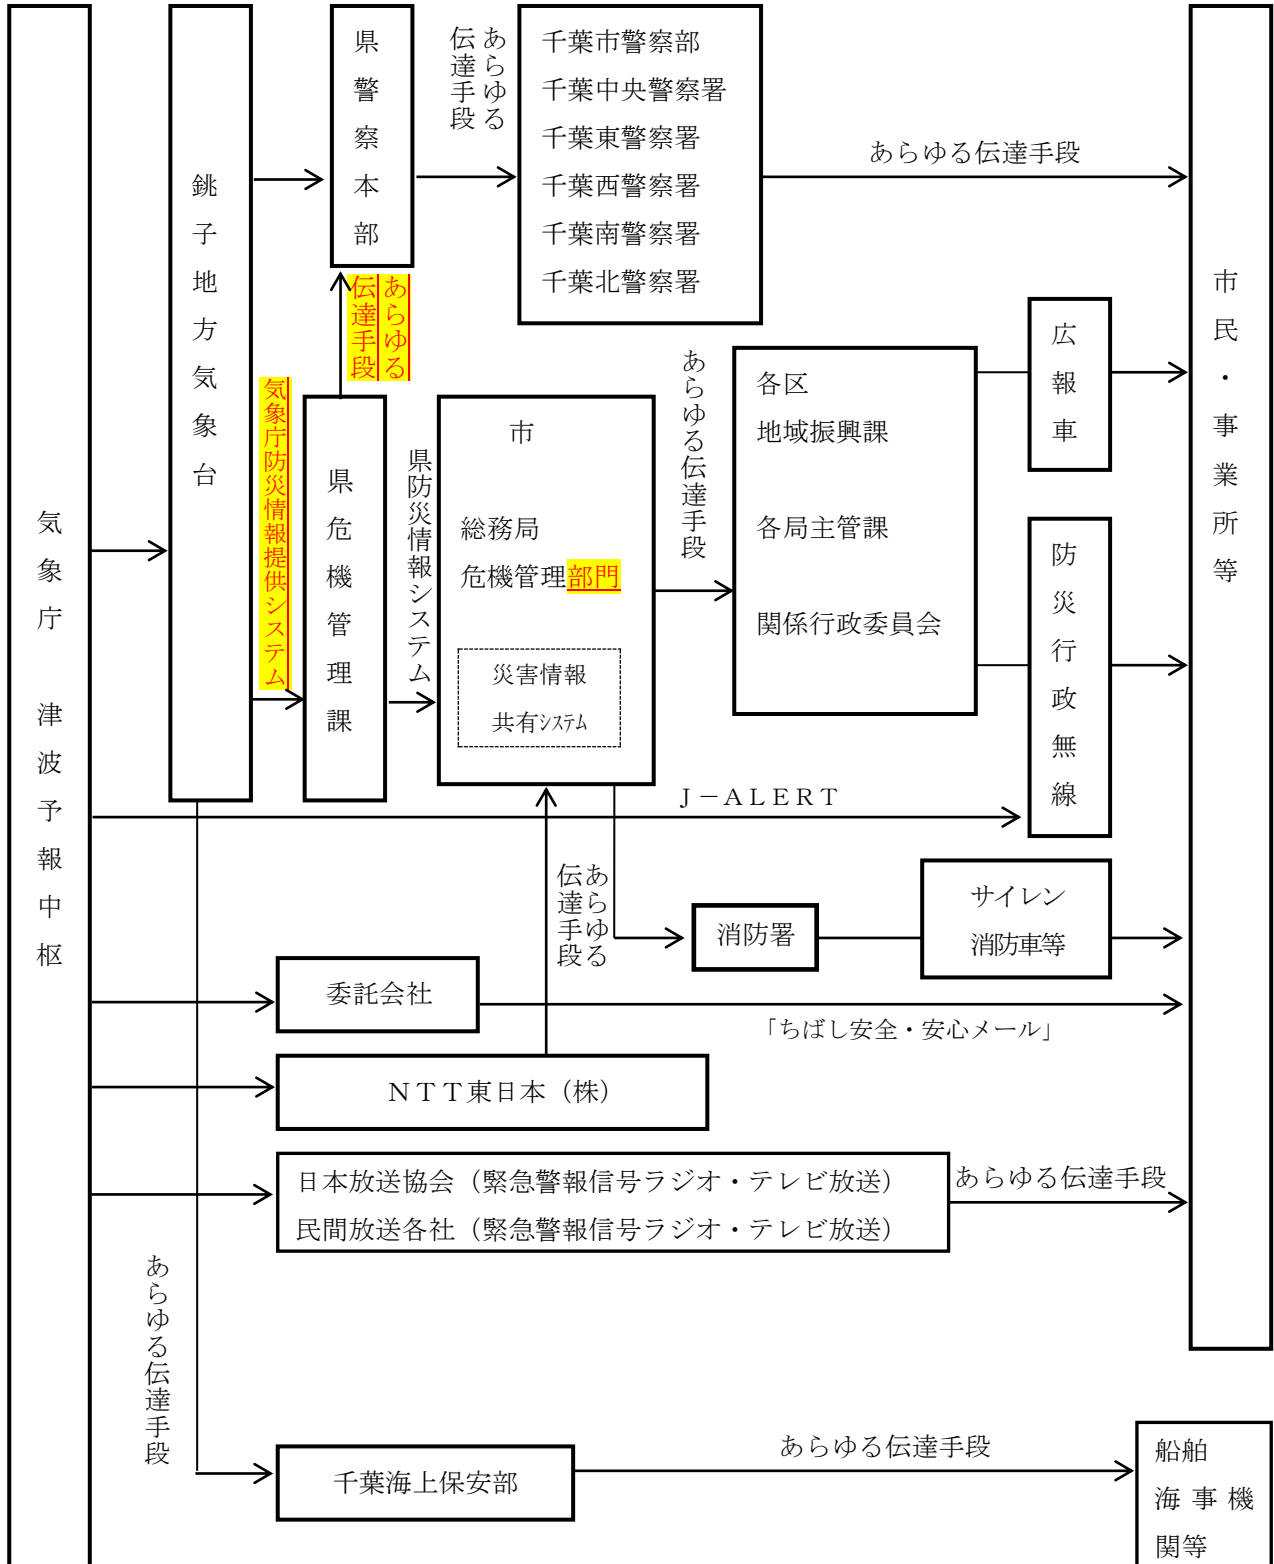 気象庁　津波予報中枢
銚子地方気象台
県警察本部
あらゆる
伝達手段
千葉市警察部
千葉中央警察署
千葉東警察署
千葉西警察署
千葉南警察署
千葉北警察署
あらゆる伝達手段
市民・事業所等
あらゆる
伝達手段
気象庁防災情報提供システム
県危機管理課
県防災情報システム
市
総務局
危機管理部門
災害情報
共有システム
あらゆる伝達手段
各区
地域振興課
各局主管課
関係行政委員会
広報車
防災行政無線
J－ALERT
あらゆる
伝達手段
消防署
サイレン
消防車等
委託会社
「ちばし安全・安心メール」
NTT東日本（株）
日本放送協会（緊急警報信号ラジオ・テレビ放送）
民間放送各社（緊急警報信号ラジオ・テレビ放送）
あらゆる伝達手段
あらゆる伝達手段
千葉海上保安部
あらゆる伝達手段
船舶
海事機
関等